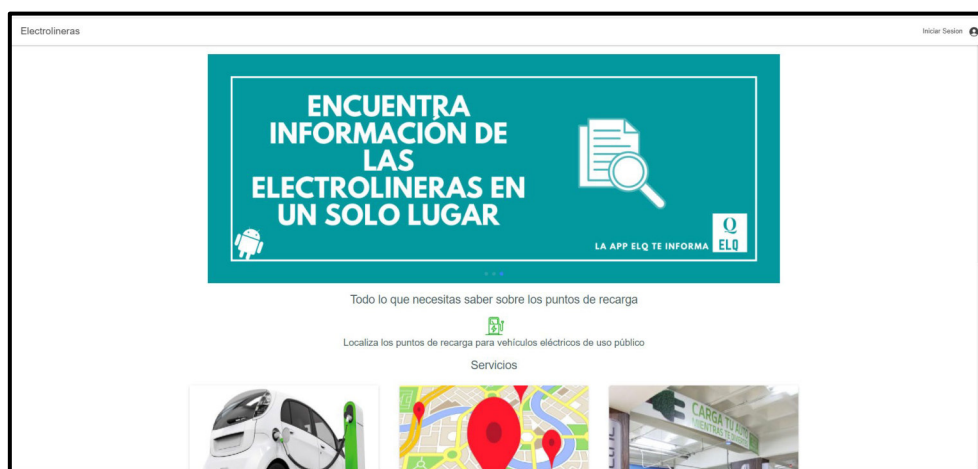 Electrolineras
Iniciar Sesion
ENCUENTRA
INFORMACIÓN DE
LAS
ELECTROLINERAS EN
UN SOLO LUGAR
LA APP ELQ TE INFORMA
Q
ELQ
Todo lo que necesitas saber sobre los puntos de recarga
Localiza los puntos de recarga para vehículos eléctricos de uso público
Servicios
CARGA TU AUTO
MIENTRAS TE